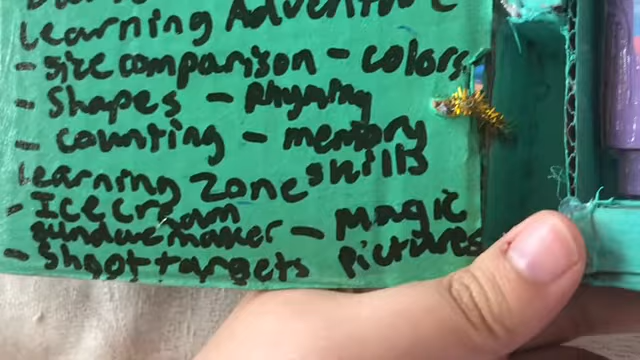 Learning Adventure
- Size comparison - colors
- Shapes - Rhyming
- counting - memory skills
Learning Zone
- Ice cream sundae maker - Magic Pictures
- Shoot targets